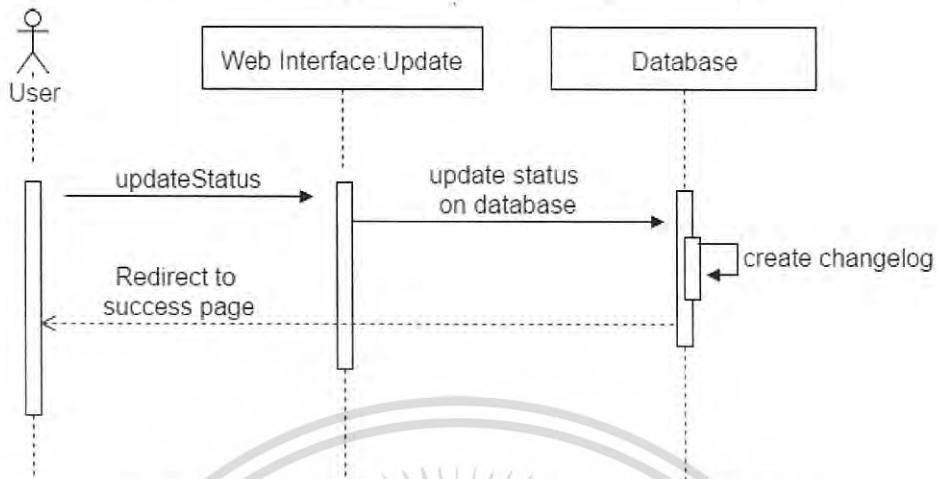 User
Web Interface:Update
Database
updateStatus
update status
on database
create changelog
Redirect to
success page